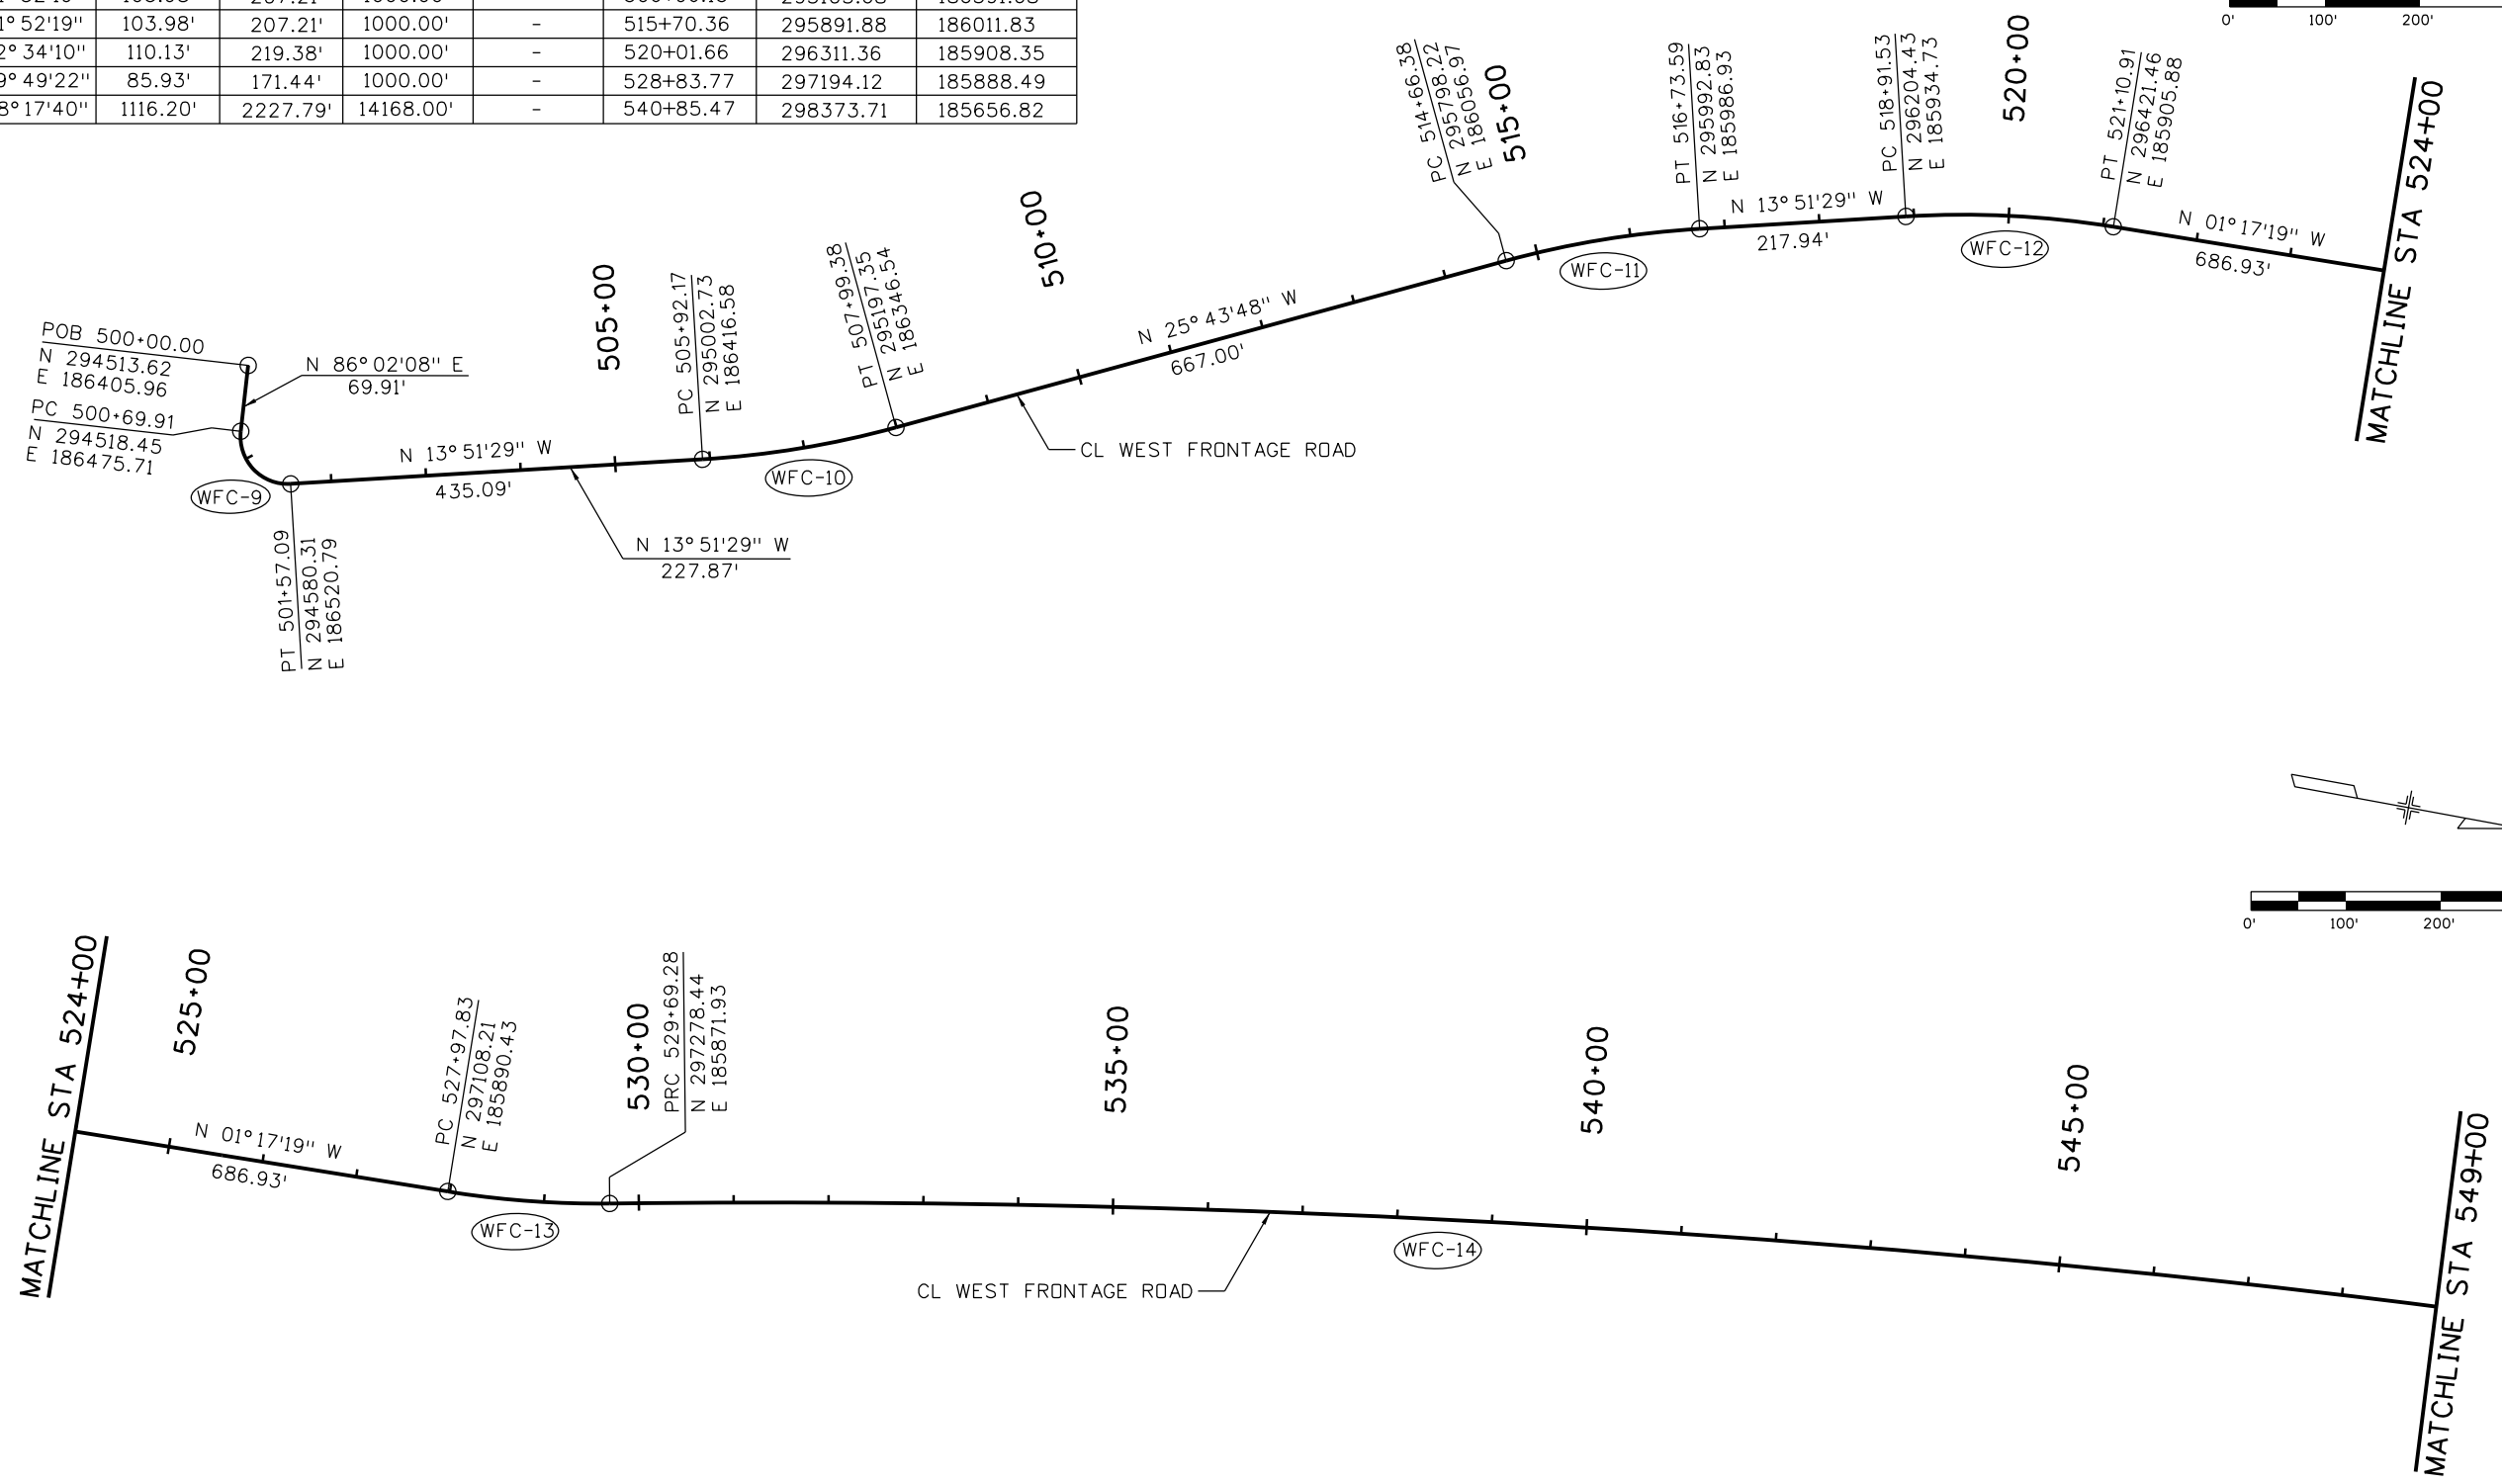 1° 52'19" 103.98' 207.21' 1000.00' - 515+70.36 295891.88 186011.83
2° 34'10" 110.13' 219.38' 1000.00' - 520+01.66 296311.36 185908.35
9° 49'22" 85.93' 171.44' 1000.00' - 528+83.77 297194.12 185888.49
8° 17'40" 1116.20' 2227.79' 14168.00' - 540+85.47 298373.71 185656.82
0' 100' 200'
POB 500+00.00
N 294513.62
E 186405.96
PC 500+69.91
N 294518.45
E 186475.71
N 86° 02'08" E
69.91'
WFC-9
PT 501+57.09
N 294580.31
E 186520.79
N 13° 51'29" W
435.09'
505+00
N 13° 51'29" W
227.87'
PC 505+92.17
N 295002.73
E 186416.58
WFC-10
PT 507+99.38
N 295197.35
E 186346.54
510+00
CL WEST FRONTAGE ROAD
N 25° 43'48" W
667.00'
PC 514+66.38
N 295798.22
E 186056.97
515+00
WFC-11
PT 516+73.59
N 295992.83
E 185986.93
N 13° 51'29" W
217.94'
PC 518+91.53
N 296204.43
E 185934.73
520+00
WFC-12
PT 521+10.91
N 296421.46
E 185905.88
N 01° 17'19" W
686.93'
MATCHLINE STA 524+00
0' 100' 200'
MATCHLINE STA 524+00
525+00
N 01° 17'19" W
686.93'
PC 527+97.83
N 297108.21
E 185890.43
WFC-13
530+00
PRC 529+69.28
N 297278.44
E 185871.93
535+00
CL WEST FRONTAGE ROAD
WFC-14
540+00
545+00
MATCHLINE STA 549+00